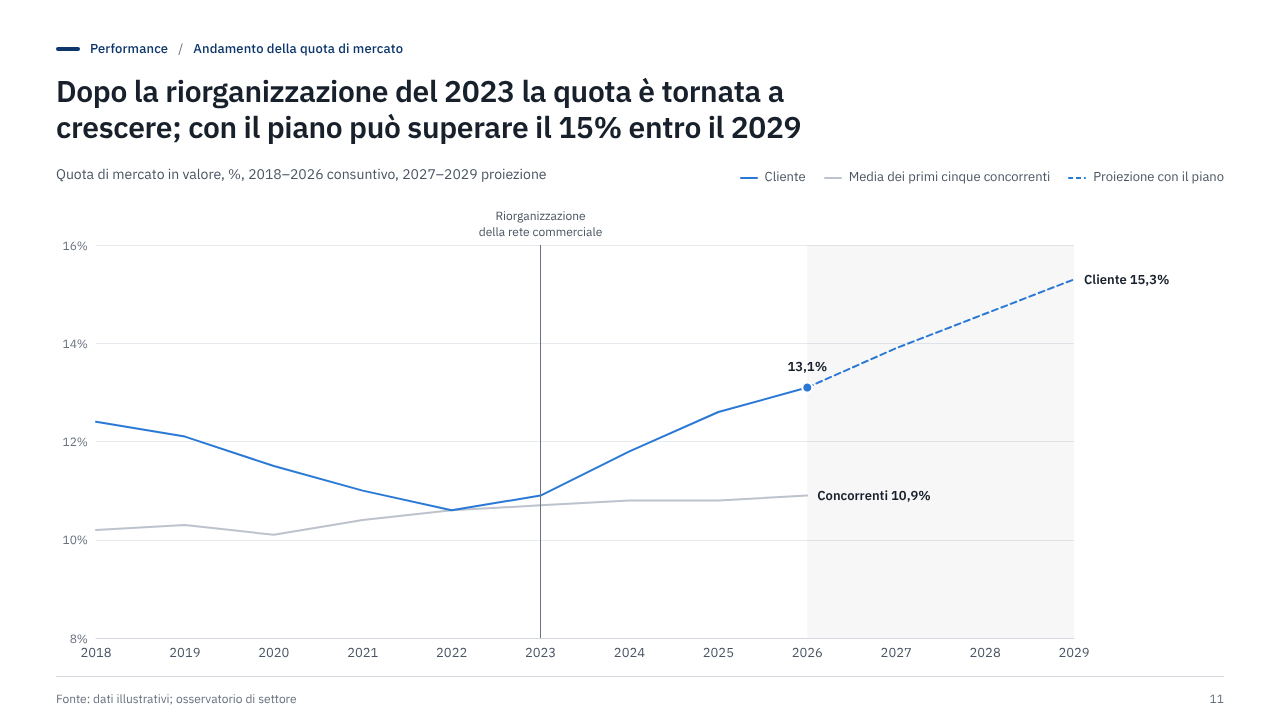 Performance / Andamento della quota di mercato
Dopo la riorganizzazione del 2023 la quota è tornata a
crescere; con il piano può superare il 15% entro il 2029
Quota di mercato in valore, %, 2018–2026 consuntivo, 2027–2029 proiezione
Cliente
Media dei primi cinque concorrenti
Proiezione con il piano
Riorganizzazione
della rete commerciale
16%
14%
12%
10%
8%
Cliente 15,3%
13,1%
Concorrenti 10,9%
2018
2019
2020
2021
2022
2023
2024
2025
2026
2027
2028
2029
Fonte: dati illustrativi; osservatorio di settore
11